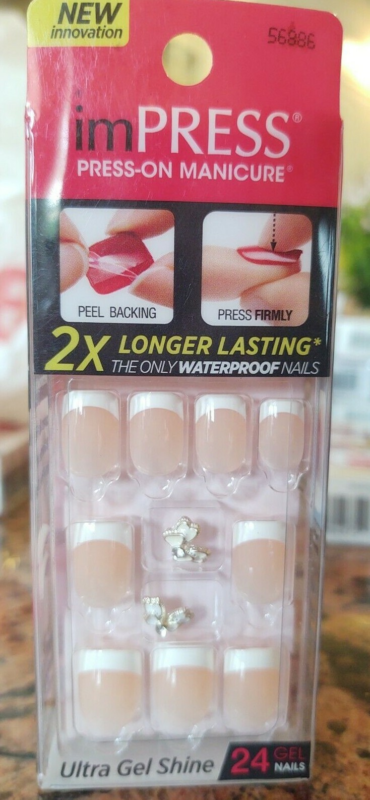 NEW
innovation
56886
imPRESS®
PRESS-ON MANICURE®
PEEL BACKING
PRESS FIRMLY
2X LONGER LASTING*
THE ONLY WATERPROOF NAILS
Ultra Gel Shine
24 GEL
NAILS